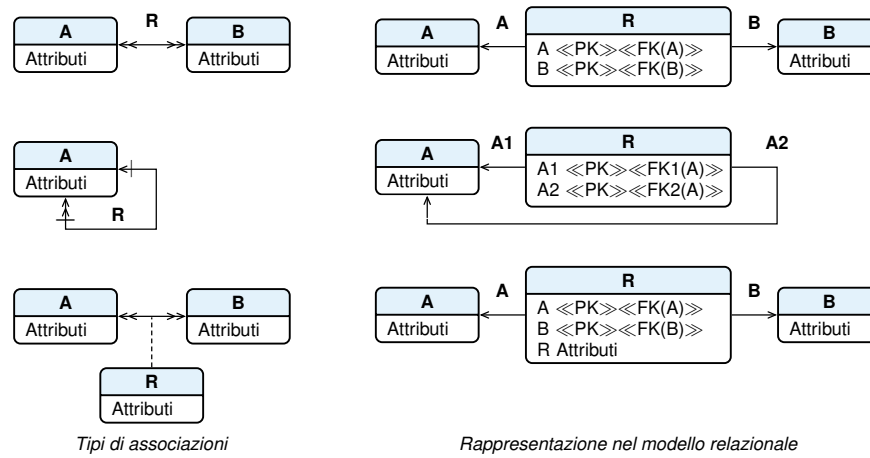 R
A
Attributi
B
Attributi
A
Attributi
A
R
A ≪PK≫≪FK(A)≫
B ≪PK≫≪FK(B)≫
B
B
Attributi
A
Attributi
R
A
Attributi
A1
R
A1 ≪PK≫≪FK1(A)≫
A2 ≪PK≫≪FK2(A)≫
A2
A
Attributi
B
Attributi
R
Attributi
A
Attributi
A
R
A ≪PK≫≪FK(A)≫
B ≪PK≫≪FK(B)≫
R Attributi
B
B
Attributi
Tipi di associazioni
Rappresentazione nel modello relazionale